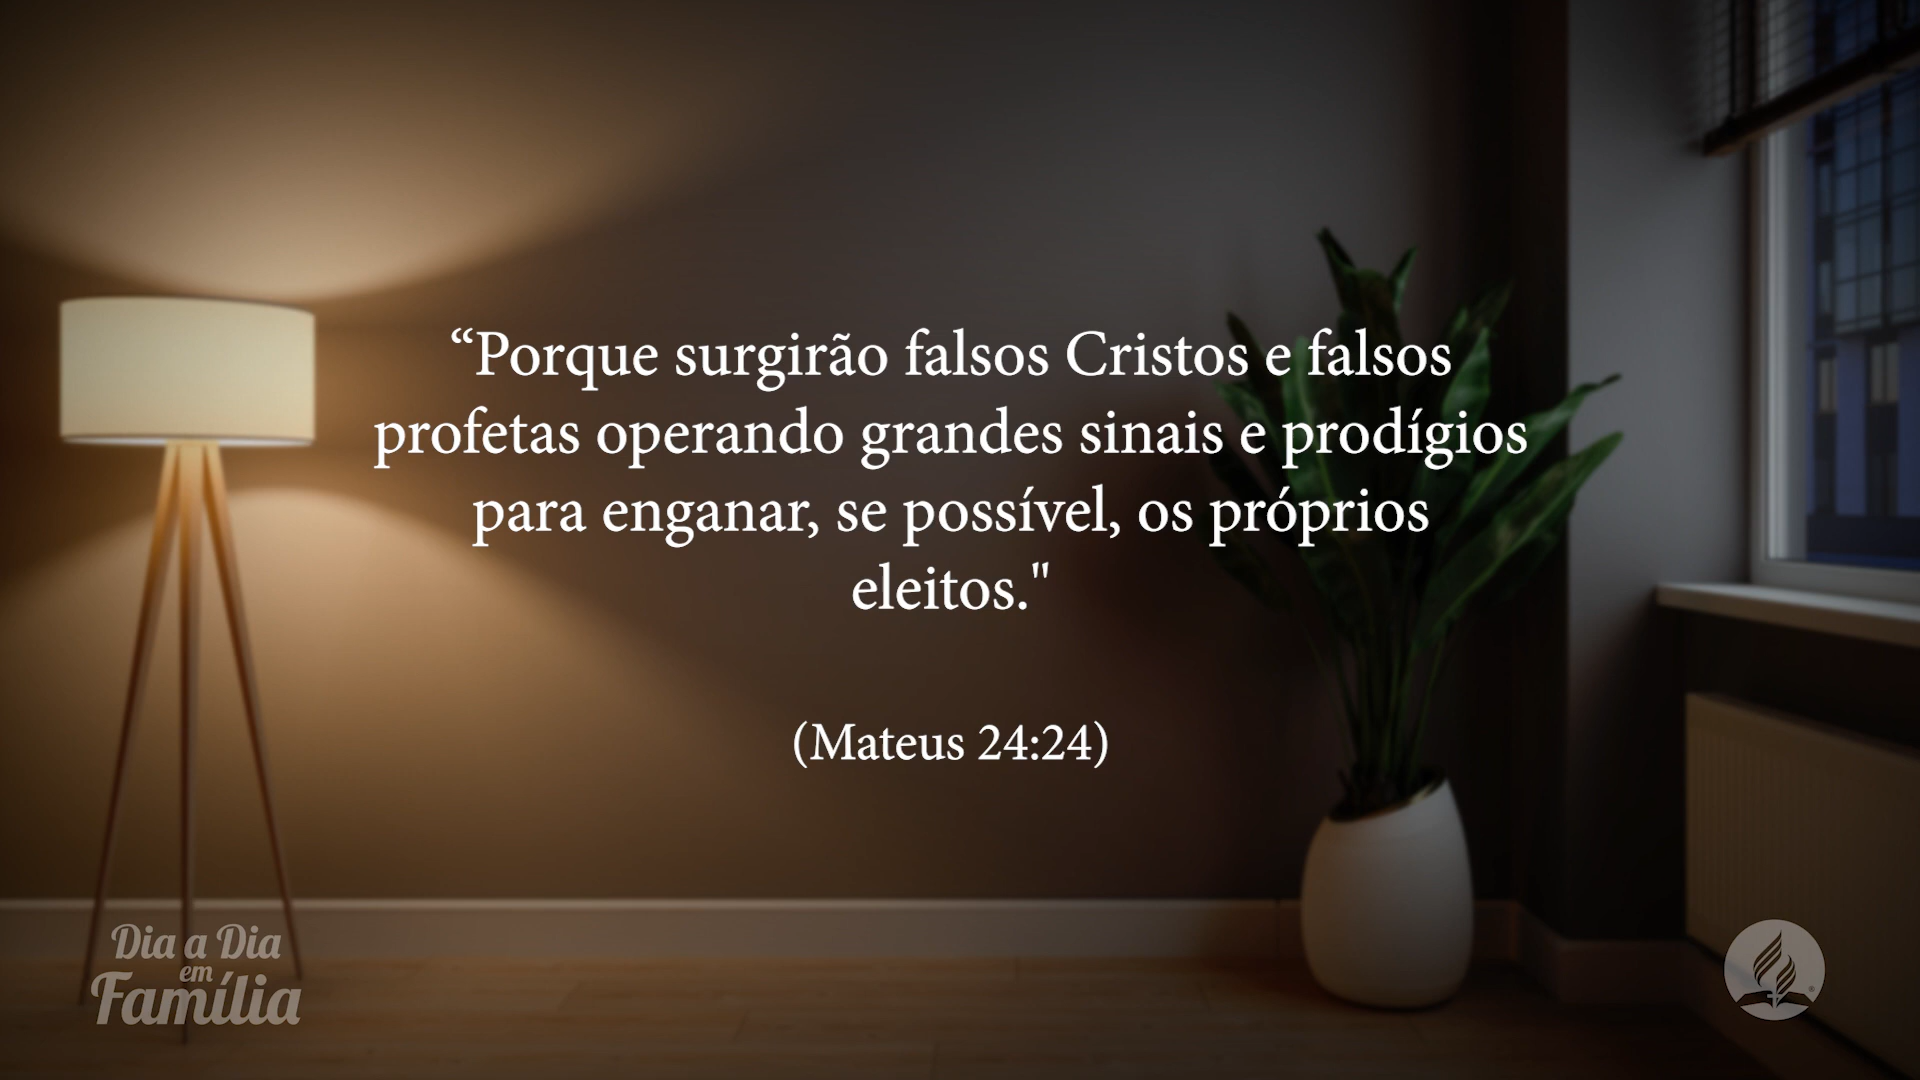 “Porque surgirão falsos Cristos e falsos
profetas operando grandes sinais e prodígios
para enganar, se possível, os próprios
eleitos."
(Mateus 24:24)
Dia a Dia
em
Família